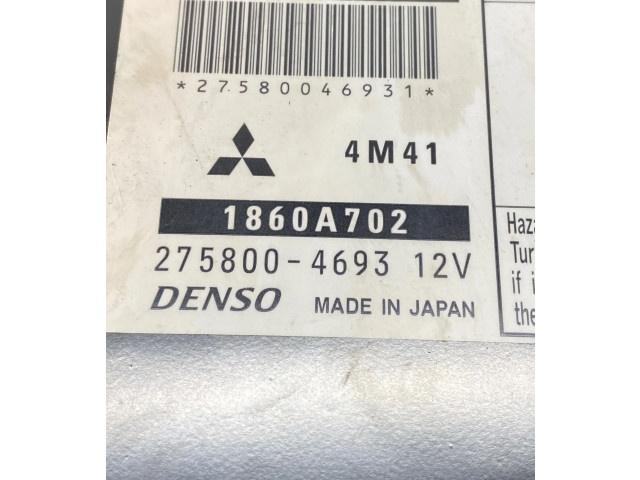 *27580046931*
4M41
1860A702
275800-4693 12V
DENSO MADE IN JAPAN
Haza
Tur
if i
the